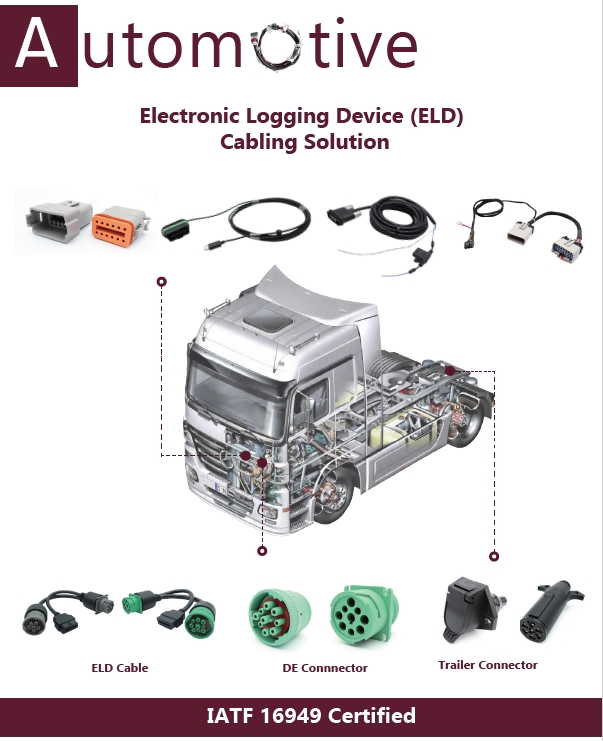 Automotive
Electronic Logging Device (ELD)
Cabling Solution
ELD Cable
DE Connnector
Trailer Connector
IATF 16949 Certified